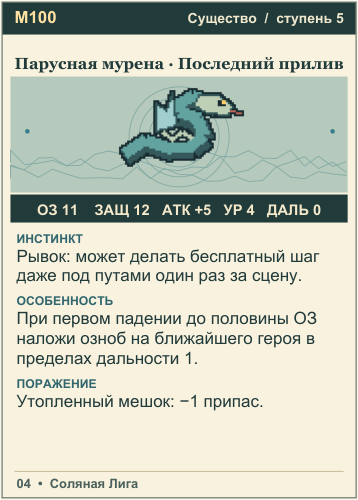 М100
Существо / ступень 5
Парусная мурена · Последний прилив
ОЗ 11 ЗАЩ 12 АТК +5 УР 4 ДАЛЬ 0
ИНСТИНКТ
Рывок: может делать бесплатный шаг
даже под путами один раз за сцену.
ОСОБЕННОСТЬ
При первом падении до половины ОЗ
наложи озноб на ближайшего героя в
пределах дальности 1.
ПОРАЖЕНИЕ
Утопленный мешок: −1 припас.
04 • Соляная Лига